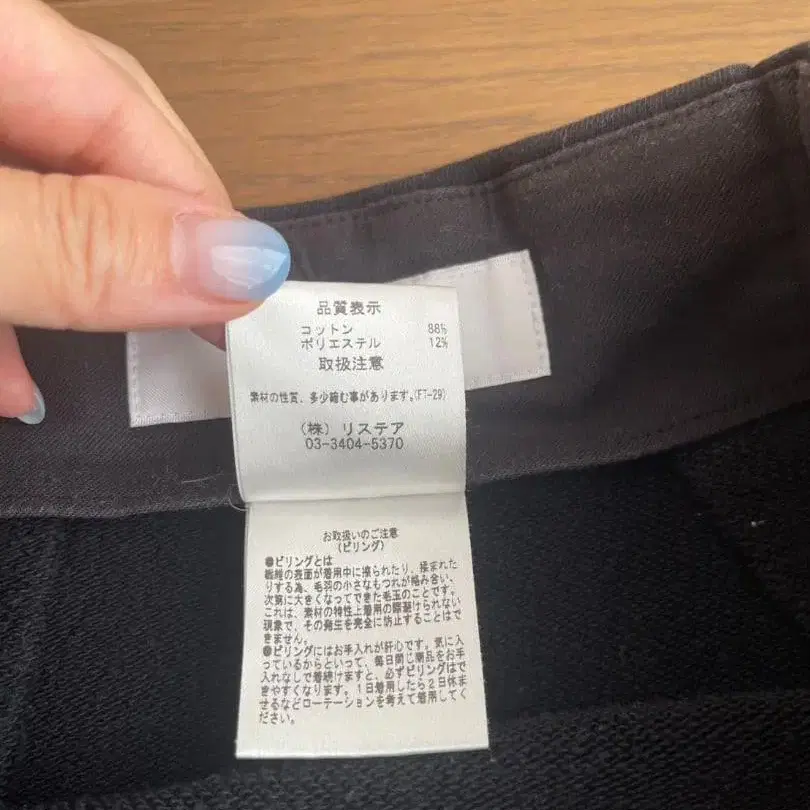 品質表示
コットン 88%
ポリエステル 12%
取扱注意
素材の性質、多少縮む事があります。(FT-29)
(株) リステア
03-3404-5370
お取扱いのご注意
(ピリング)
●ピリングとは
繊維の表面が着用中に擦られたり、揉まれた
りする為、毛羽の小さなもつれが絡み合い、
次第に大きくなってできた毛玉のことです。
これは、素材の特性上着用の際避けられない
現象で、その発生を完全に防止することはで
きません。
●ピリングにはお手入れが肝心です。気に入
っているからといって、毎日同じ商品をお手
入れなしで着続けますと、必ずピリングはで
きやすくなります。1日着用したら2日休ま
せるなどローテーションを考えて着用してく
ださい。